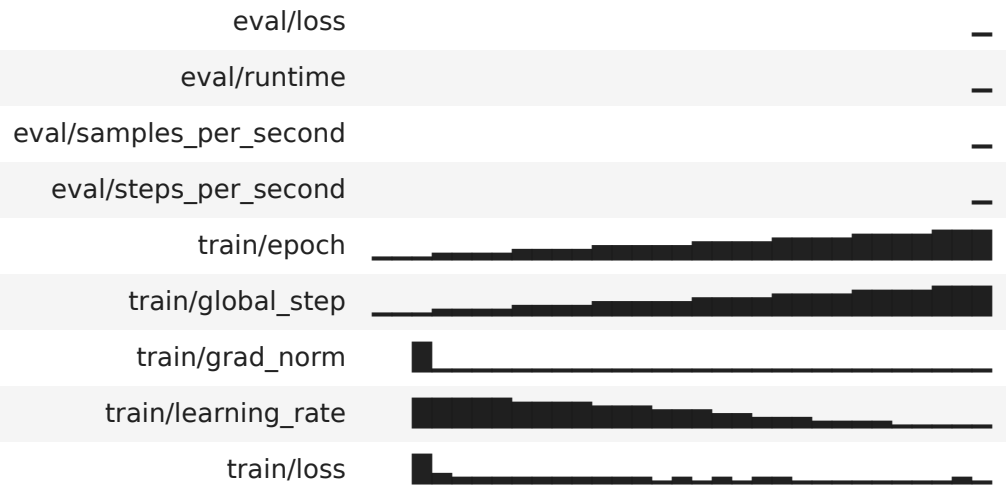 eval/loss
eval/runtime
eval/samples_per_second
eval/steps_per_second
train/epoch
train/global_step
train/grad_norm
train/learning_rate
train/loss